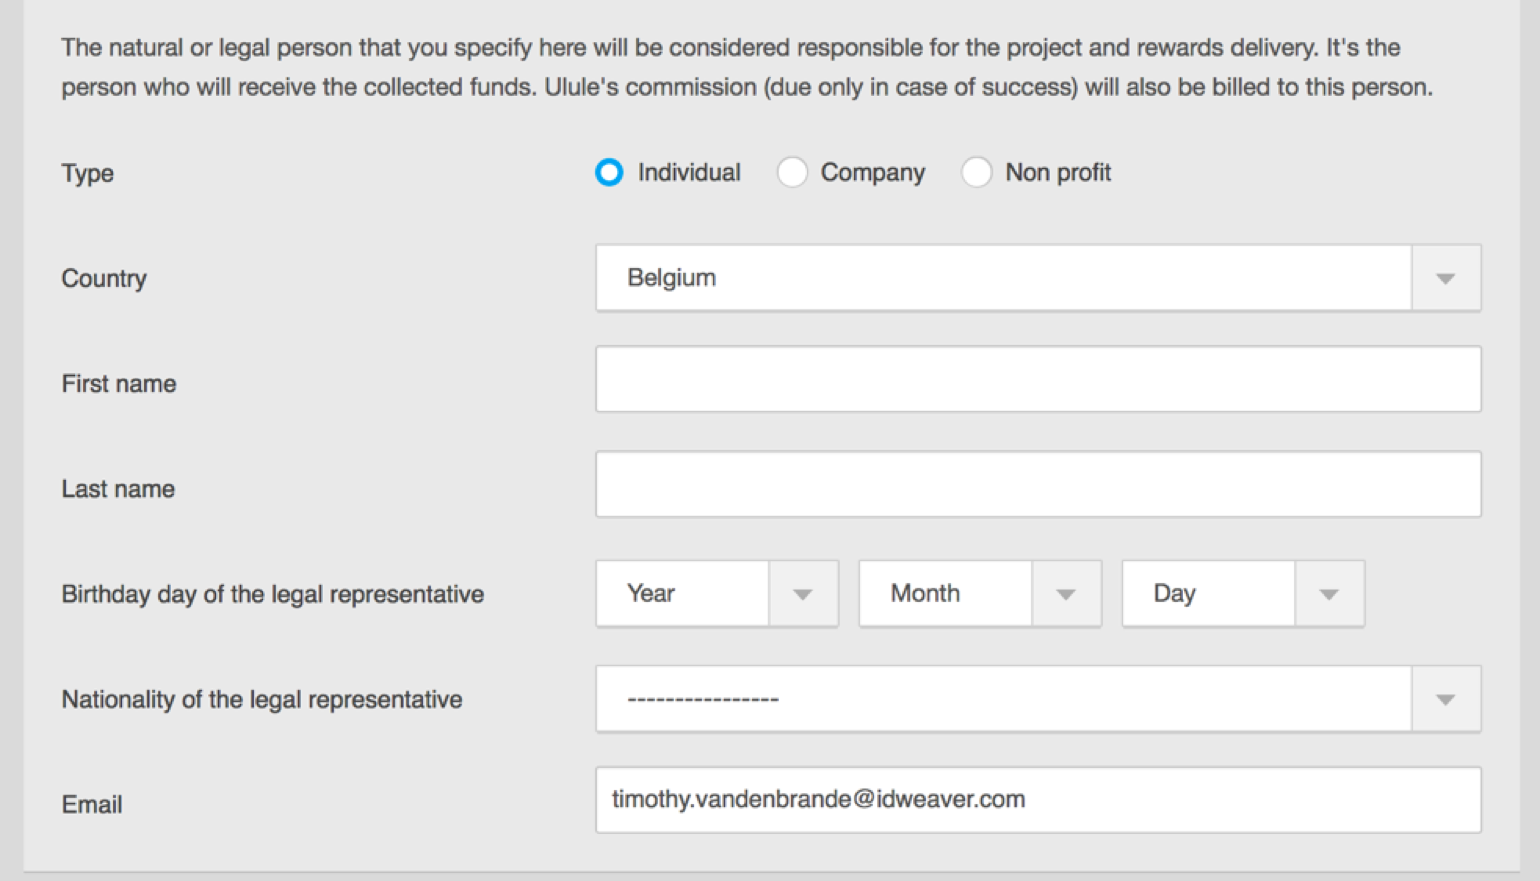 The natural or legal person that you specify here will be considered responsible for the project and rewards delivery. It's the
person who will receive the collected funds. Ulule's commission (due only in case of success) will also be billed to this person.
Type Individual Company Non profit
Country Belgium
First name
Last name
Birthday day of the legal representative Year Month Day
Nationality of the legal representative ----------------
Email timothy.vandenbrande@idweaver.com